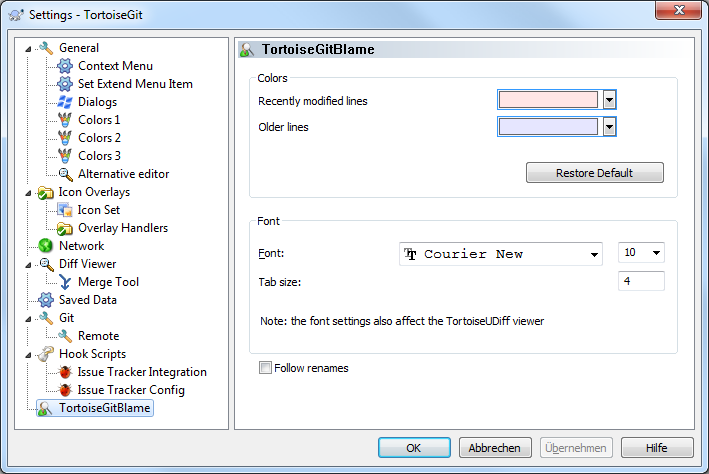 Settings - TortoiseGit
General
Context Menu
Set Extend Menu Item
Dialogs
Colors 1
Colors 2
Colors 3
Alternative editor
Icon Overlays
Icon Set
Overlay Handlers
Network
Diff Viewer
Merge Tool
Saved Data
Git
Remote
Hook Scripts
Issue Tracker Integration
Issue Tracker Config
TortoiseGitBlame
TortoiseGitBlame
Colors
Recently modified lines
Older lines
Restore Default
Font
Font: Courier New 10
Tab size: 4
Note: the font settings also affect the TortoiseUDiff viewer
Follow renames
OK Abbrechen Übernehmen Hilfe